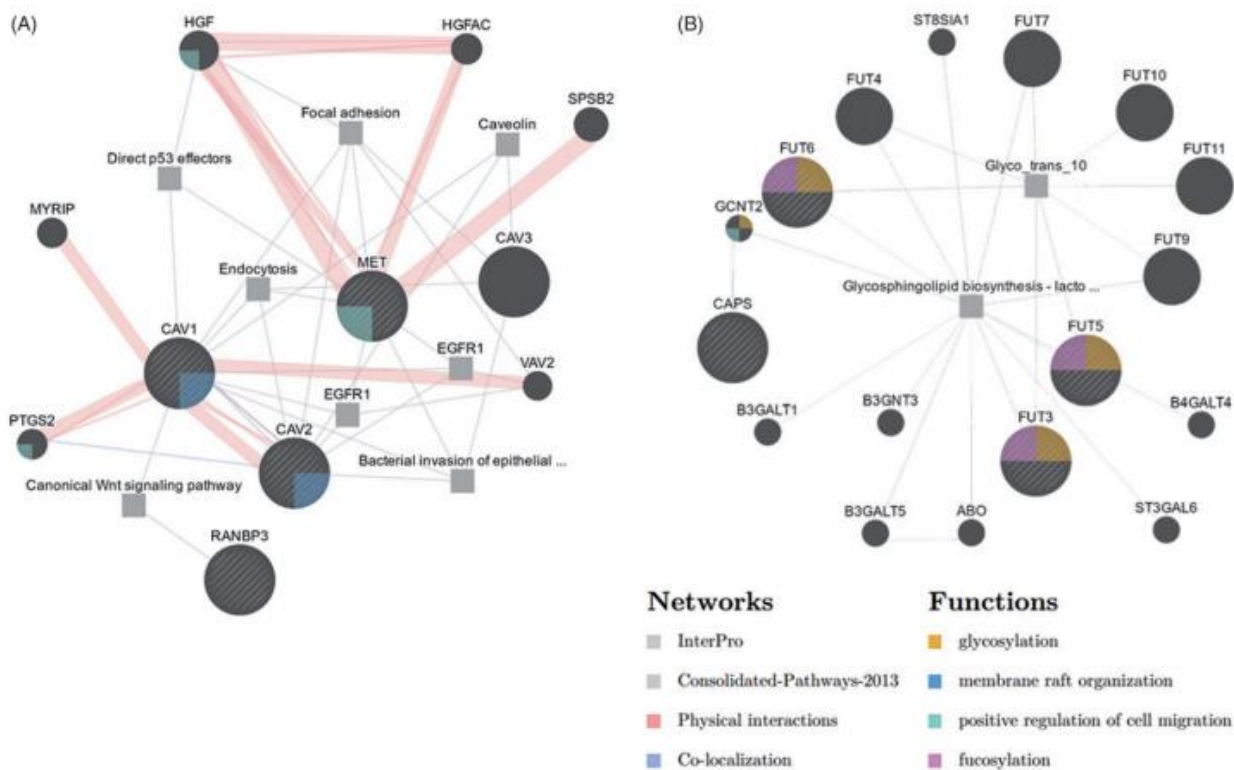 (A)
HGF
HGFAC
Focal adhesion
SPSB2
Caveolin
Direct p53 effectors
MYRIP
CAV3
MET
Endocytosis
CAV1
EGFR1
VAV2
EGFR1
PTGS2
CAV2
Bacterial invasion of epithelial ...
Canonical Wnt signaling pathway
RANBP3
(B)
ST8SIA1
FUT7
FUT4
FUT10
FUT6
Glyco_trans_10
FUT11
GCNT2
FUT9
Glycosphingolipid biosynthesis - lacto ...
CAPS
FUT5
B3GALT1
B3GNT3
B4GALT4
FUT3
B3GALT5
ABO
ST3GAL6
Networks
InterPro
Consolidated-Pathways-2013
Physical interactions
Co-localization
Functions
glycosylation
membrane raft organization
positive regulation of cell migration
fucosylation